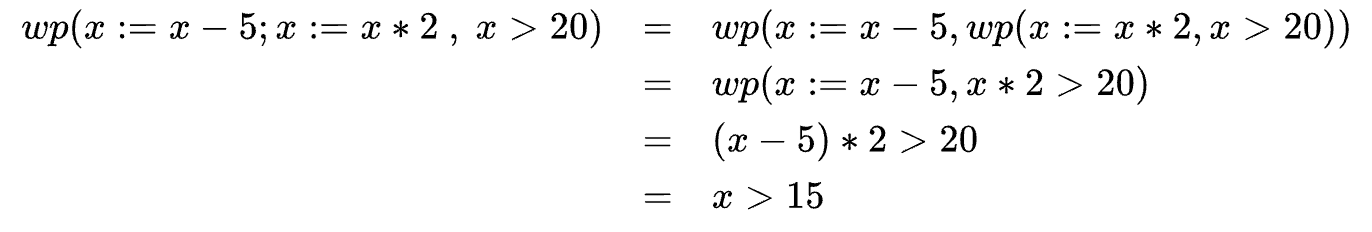 wp(x := x − 5; x := x ∗ 2 , x > 20) = wp(x := x − 5, wp(x := x ∗ 2, x > 20))
= wp(x := x − 5, x ∗ 2 > 20)
= (x − 5) ∗ 2 > 20
= x > 15